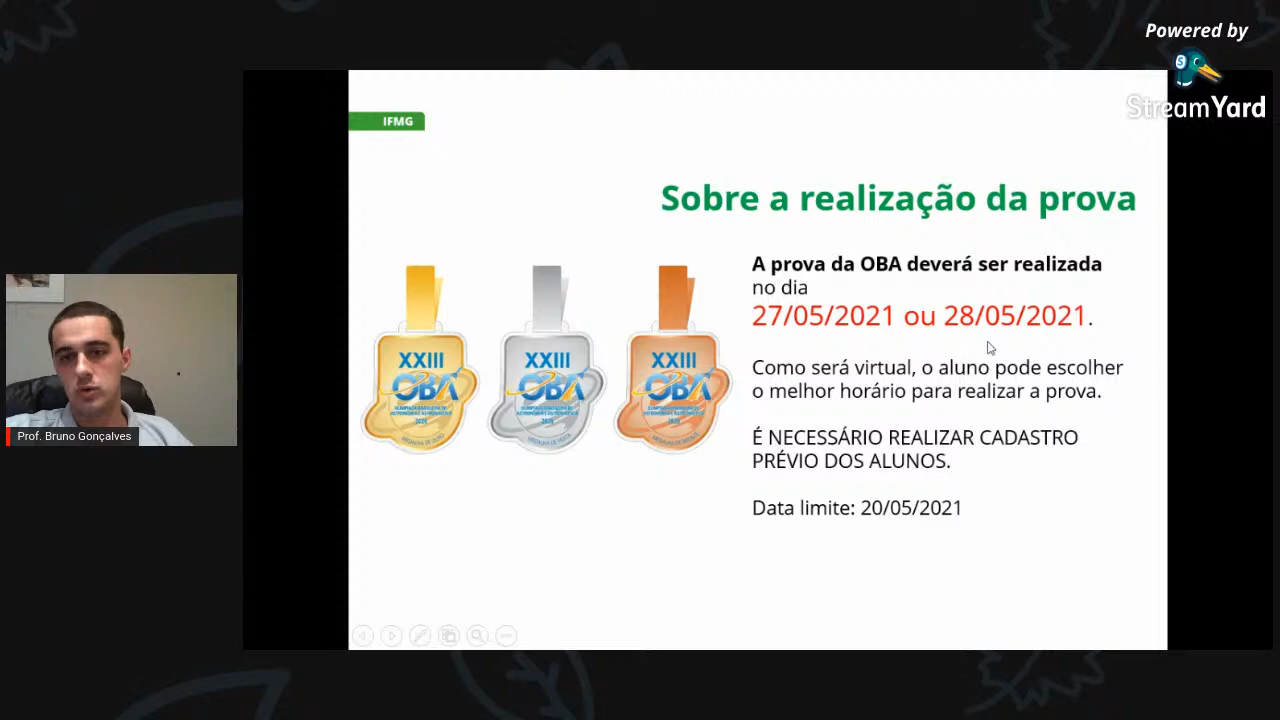 Powered by
StreamYard
IFMG
Sobre a realização da prova
A prova da OBA deverá ser realizada
no dia
27/05/2021 ou 28/05/2021.
Como será virtual, o aluno pode escolher
o melhor horário para realizar a prova.
É NECESSÁRIO REALIZAR CADASTRO
PRÉVIO DOS ALUNOS.
Data limite: 20/05/2021
XXIII
OBA
XXIII
OBA
XXIII
OBA
Prof. Bruno Gonçalves